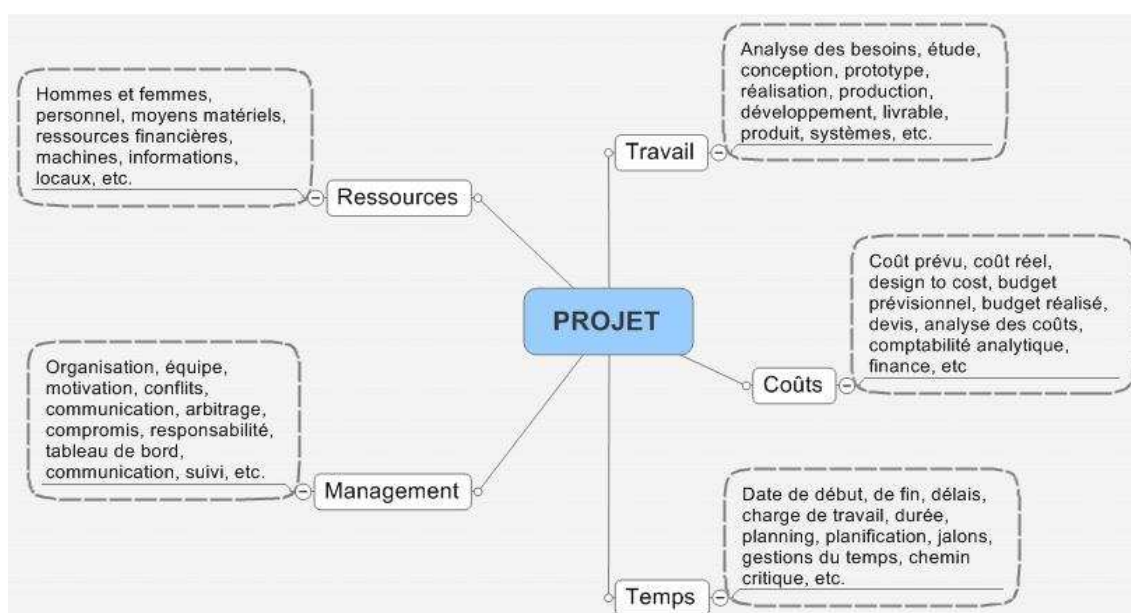 Analyse des besoins, étude,
conception, prototype,
réalisation, production,
développement, livrable,
produit, systèmes, etc.
Travail
Hommes et femmes,
personnel, moyens matériels,
ressources financières,
machines, informations,
locaux, etc.
Ressources
PROJET
Coût prévu, coût réel,
design to cost, budget
prévisionnel, budget réalisé,
devis, analyse des coûts,
comptabilité analytique,
finance, etc
Coûts
Organisation, équipe,
motivation, conflits,
communication, arbitrage,
compromis, responsabilité,
tableau de bord,
communication, suivi, etc.
Management
Date de début, de fin, délais,
charge de travail, durée,
planning, planification, jalons,
gestions du temps, chemin
critique, etc.
Temps